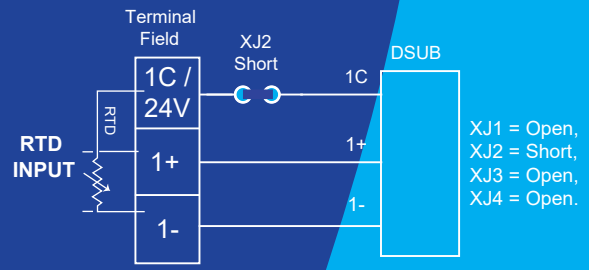 Terminal
Field
XJ2
Short
DSUB
1C /
24V
1C
RTD
RTD
INPUT
1+
1+
1-
1-
XJ1 = Open,
XJ2 = Short,
XJ3 = Open,
XJ4 = Open.